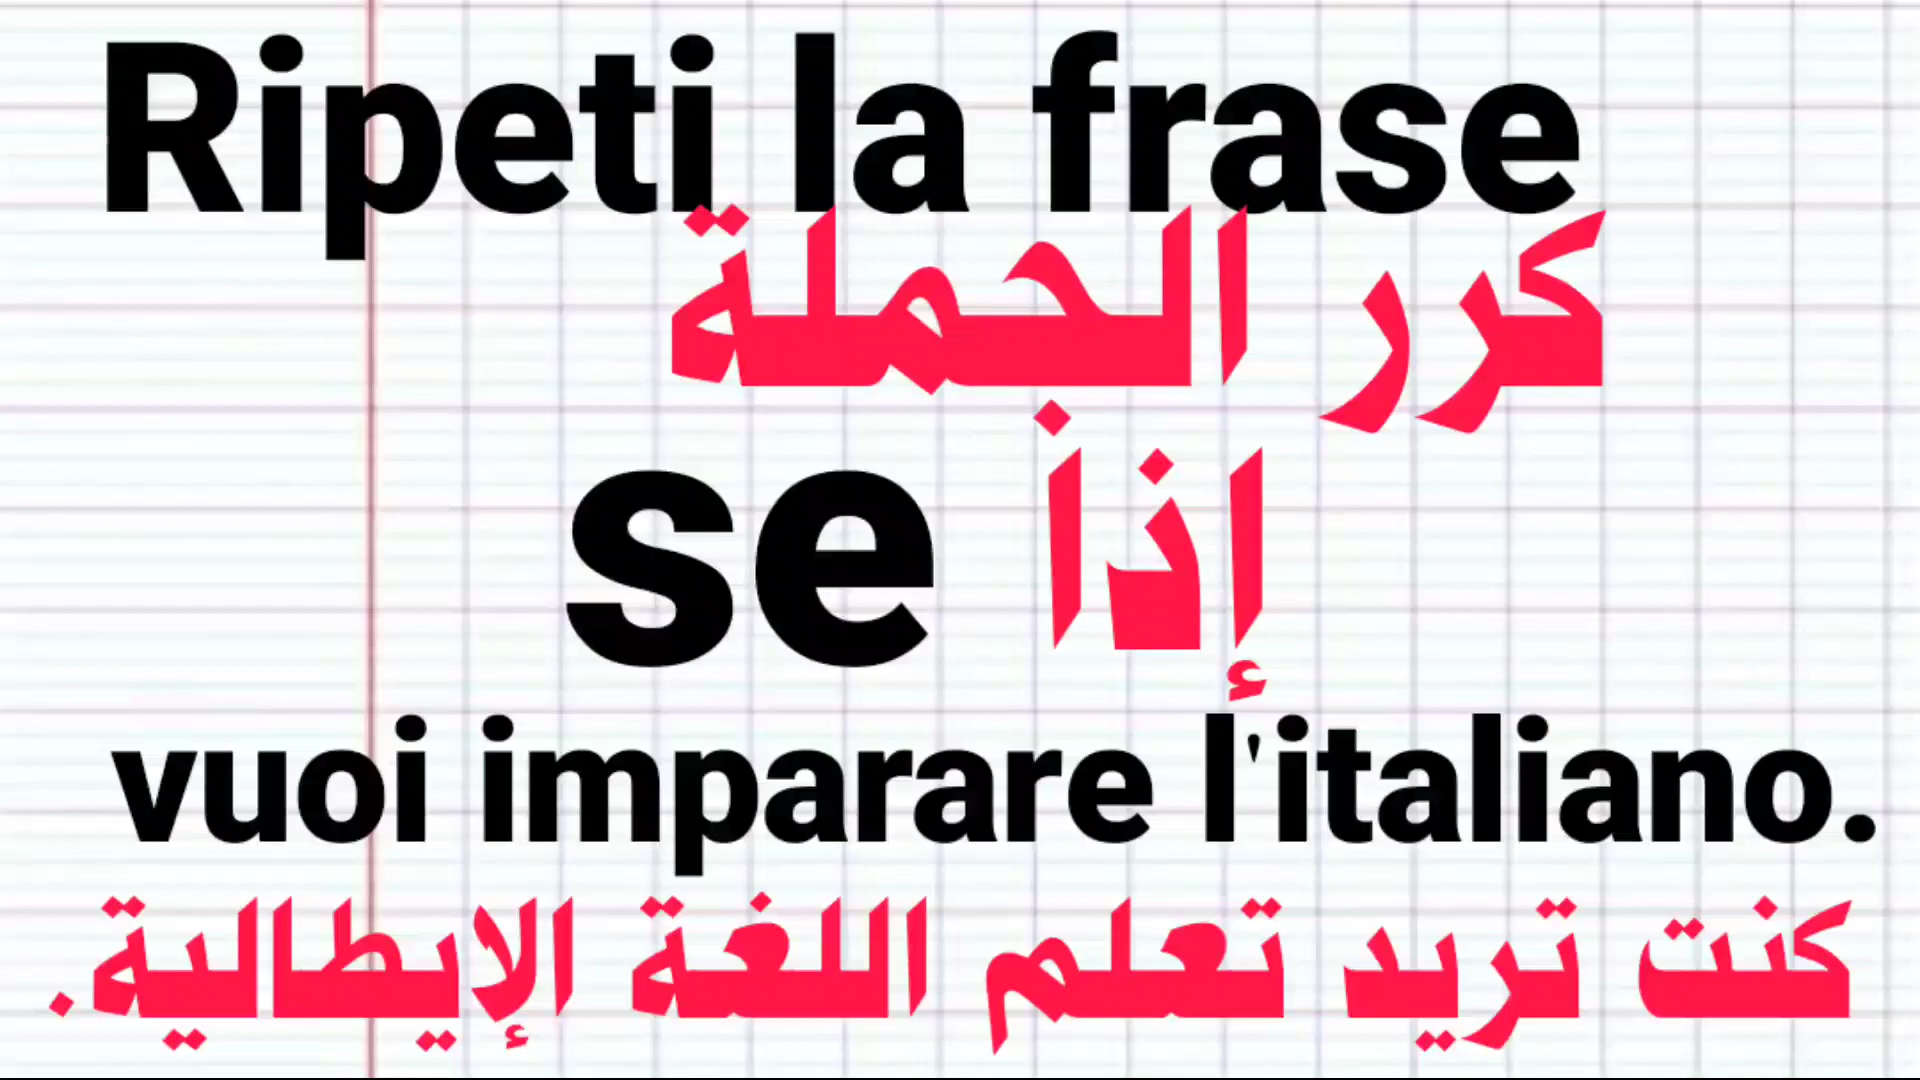 Ripeti la frase
كرر الجملة
se إذا
vuoi imparare l'italiano.
كنت تريد تعلم اللغة الإيطالية.